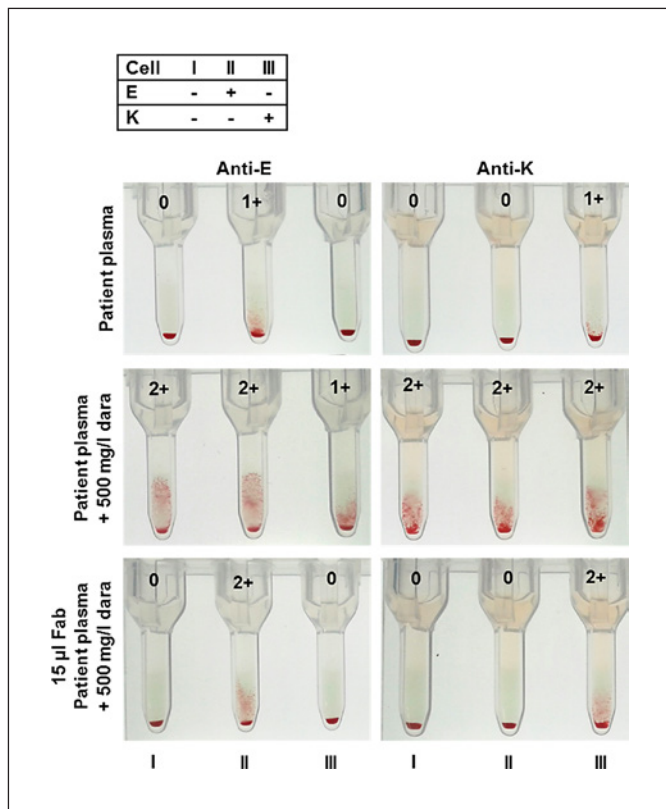 Cell I II III
E - + -
K - - +
Anti-E Anti-K
Patient plasma
0 1+ 0 0 0 1+
Patient plasma
+ 500 mg/l dara
2+ 2+ 1+ 2+ 2+ 2+
15 µl Fab
Patient plasma
+ 500 mg/l dara
0 2+ 0 0 0 2+
I II III I II III